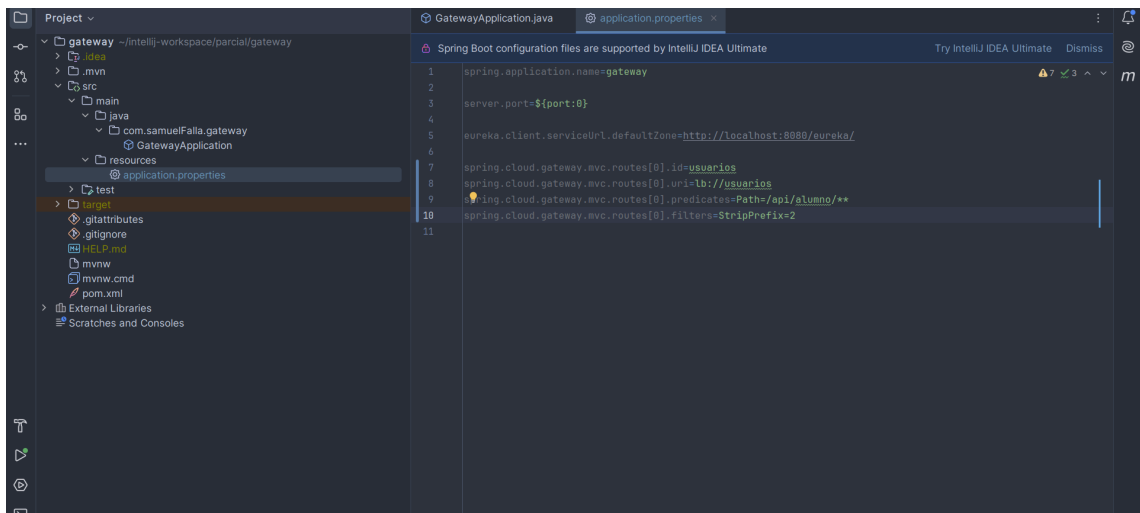 Project
gateway ~/intellij-workspace/parcial/gateway
.idea
.mvn
src
main
java
com.samuelFalla.gateway
GatewayApplication
resources
application.properties
test
target
.gitattributes
.gitignore
HELP.md
mvnw
mvnw.cmd
pom.xml
External Libraries
Scratches and Consoles
GatewayApplication.java application.properties
Spring Boot configuration files are supported by IntelliJ IDEA Ultimate Try IntelliJ IDEA Ultimate Dismiss
7 3
1 spring.application.name=gateway
2
3 server.port=${port:0}
4
5 eureka.client.serviceUrl.defaultZone=http://localhost:8080/eureka/
6
7 spring.cloud.gateway.mvc.routes[0].id=usuarios
8 spring.cloud.gateway.mvc.routes[0].uri=lb://usuarios
9 spring.cloud.gateway.mvc.routes[0].predicates=Path=/api/alumno/**
10 spring.cloud.gateway.mvc.routes[0].filters=StripPrefix=2
11
m